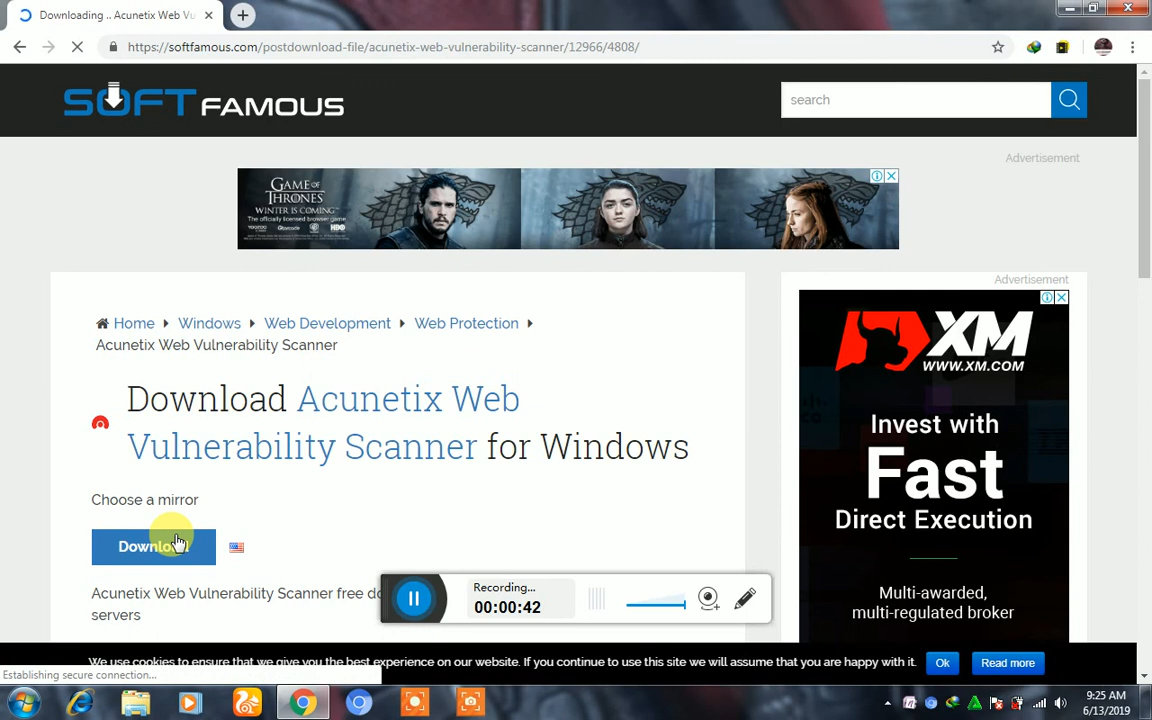 Downloading .. Acunetix Web Vu
https://softfamous.com/postdownload-file/acunetix-web-vulnerability-scanner/12966/4808/
SOFT FAMOUS
search
Advertisement
GAME OF
THRONES
WINTER IS COMING
The officially licensed browser game
HBO
Advertisement
Home Windows Web Development Web Protection
Acunetix Web Vulnerability Scanner
Download Acunetix Web
Vulnerability Scanner for Windows
Choose a mirror
Download
Acunetix Web Vulnerability Scanner free do
servers
XM
WWW.XM.COM
Invest with
Fast
Direct Execution
Multi-awarded,
multi-regulated broker
Recording...
00:00:42
We use cookies to ensure that we give you the best experience on our website. If you continue to use this site we will assume that you are happy with it.
Ok
Read more
Establishing secure connection...
9:25 AM
6/13/2019